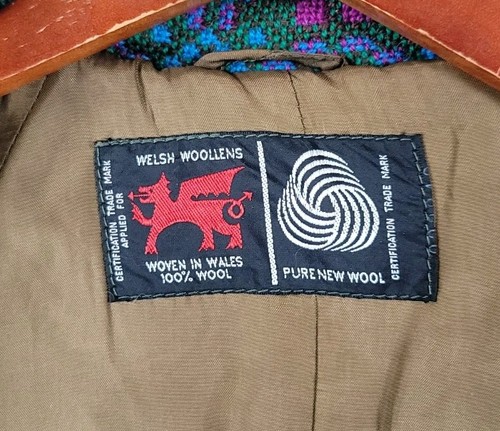 WELSH WOOLLENS
CERTIFICATION TRADE MARK
APPLIED FOR
WOVEN IN WALES
100% WOOL
PURE NEW WOOL
CERTIFICATION TRADE MARK